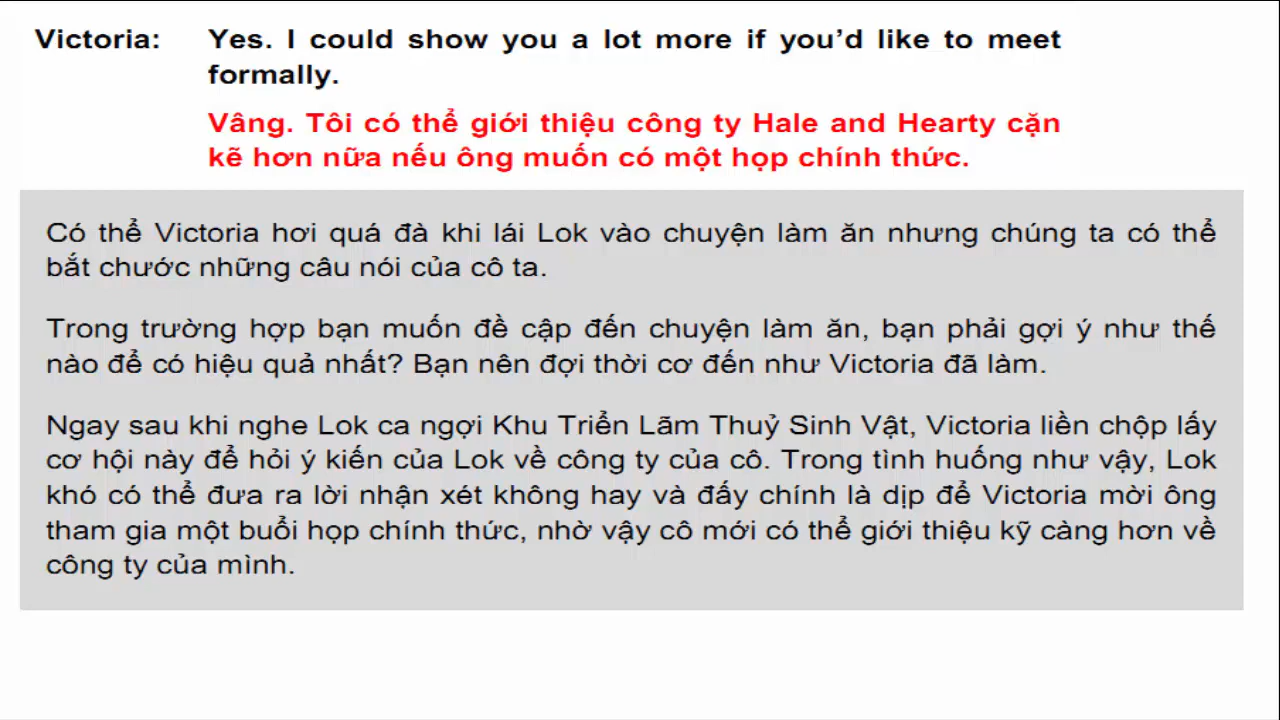 Victoria: Yes. I could show you a lot more if you'd like to meet
formally.
Vâng. Tôi có thể giới thiệu công ty Hale and Hearty cặn
kẽ hơn nữa nếu ông muốn có một họp chính thức.
Có thể Victoria hơi quá đà khi lái Lok vào chuyện làm ăn nhưng chúng ta có thể
bắt chước những câu nói của cô ta.
Trong trường hợp bạn muốn đề cập đến chuyện làm ăn, bạn phải gợi ý như thế
nào để có hiệu quả nhất? Bạn nên đợi thời cơ đến như Victoria đã làm.
Ngay sau khi nghe Lok ca ngợi Khu Triển Lãm Thuỷ Sinh Vật, Victoria liền chộp lấy
cơ hội này để hỏi ý kiến của Lok về công ty của cô. Trong tình huống như vậy, Lok
khó có thể đưa ra lời nhận xét không hay và đấy chính là dịp để Victoria mời ông
tham gia một buổi họp chính thức, nhờ vậy cô mới có thể giới thiệu kỹ càng hơn về
công ty của mình.